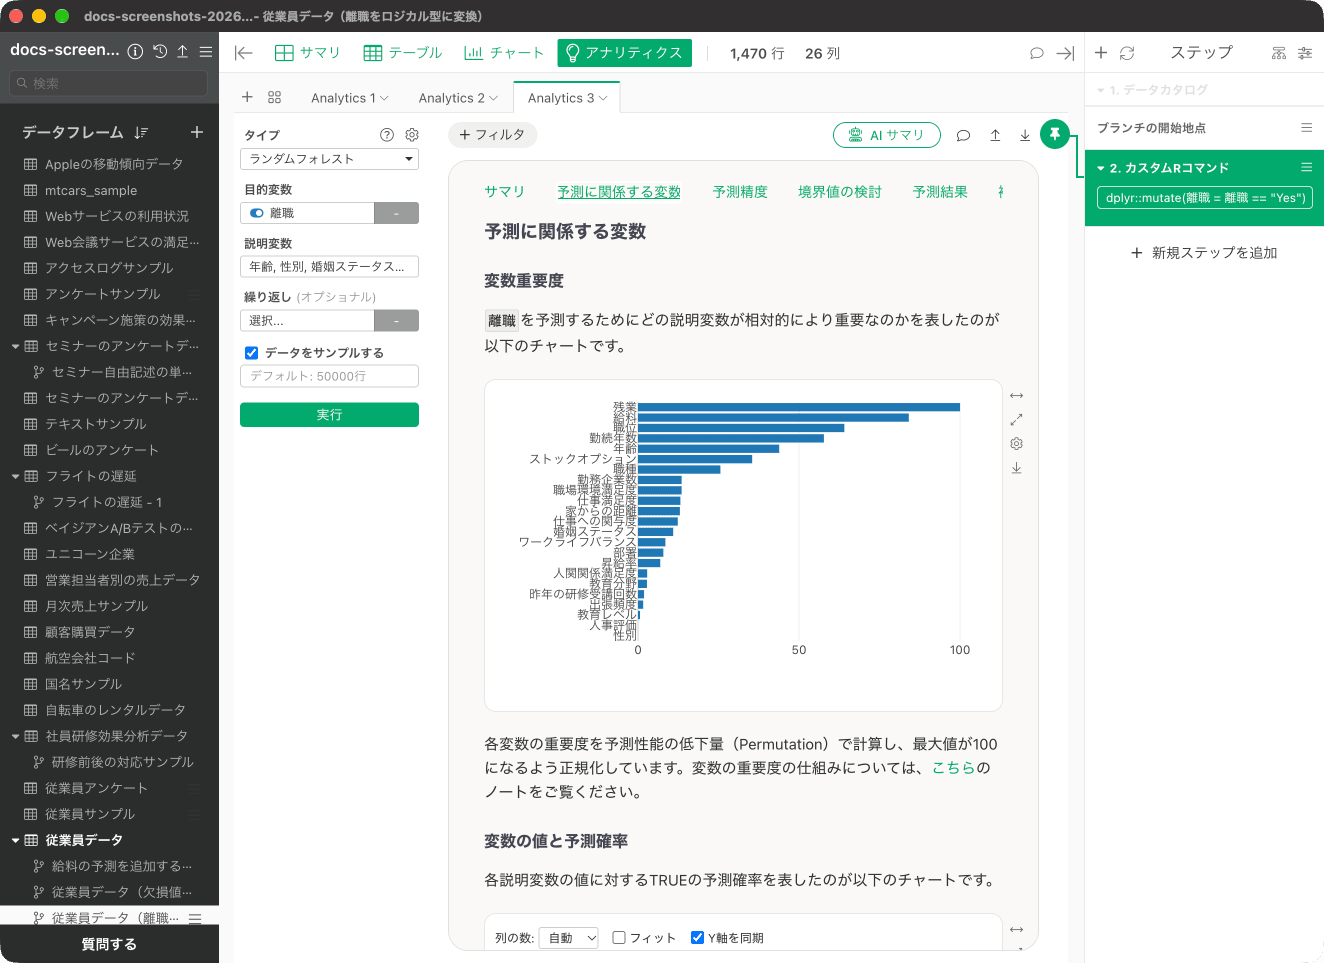 docs-screenshots-2026...- 従業員データ（離職をロジカル型に変換）
docs-screen...
検索
データフレーム
Appleの移動傾向データ
mtcars_sample
Webサービスの利用状況
Web会議サービスの満足...
アクセスログサンプル
アンケートサンプル
キャンペーン施策の効果...
セミナーのアンケートデ...
セミナー自由記述の単...
セミナーのアンケートデ...
テキストサンプル
ビールのアンケート
フライトの遅延
フライトの遅延 - 1
ベイジアンA/Bテストの...
ユニコーン企業
営業担当者別の売上データ
月次売上サンプル
顧客購買データ
航空会社コード
国名サンプル
自転車のレンタルデータ
社員研修効果分析データ
研修前後の対応サンプル
従業員アンケート
従業員サンプル
従業員データ
給料の予測を追加する...
従業員データ（欠損値...
従業員データ（離職...
質問する
サマリ
テーブル
チャート
アナリティクス
1,470 行
26 列
Analytics 1
Analytics 2
Analytics 3
タイプ
ランダムフォレスト
目的変数
離職
-
説明変数
年齢, 性別, 婚姻ステータス...
繰り返し (オプショナル)
選択...
-
データをサンプルする
デフォルト: 50000行
実行
+ フィルタ
AI サマリ
サマリ
予測に関係する変数
予測精度
境界値の検討
予測結果
予測に関係する変数
変数重要度
離職 を予測するためにどの説明変数が相対的により重要なのかを表したのが
以下のチャートです。
残業
給料
職位
勤続年数
年齢
ストックオプション
職種
勤務企業数
職場環境満足度
仕事満足度
家からの距離
仕事への関与度
婚姻ステータス
ワークライフバランス
部署
昇給率
人間関係満足度
教育分野
昨年の研修受講回数
出張頻度
教育レベル
人事評価
性別
0
50
100
各変数の重要度を予測性能の低下量（Permutation）で計算し、最大値が100
になるよう正規化しています。変数の重要度の仕組みについては、こちらの
ノートをご覧ください。
変数の値と予測確率
各説明変数の値に対するTRUEの予測確率を表したのが以下のチャートです。
列の数:
自動
フィット
Y軸を同期
ステップ
1. データカタログ
ブランチの開始地点
2. カスタムRコマンド
dplyr::mutate(離職 = 離職 == "Yes")
+ 新規ステップを追加